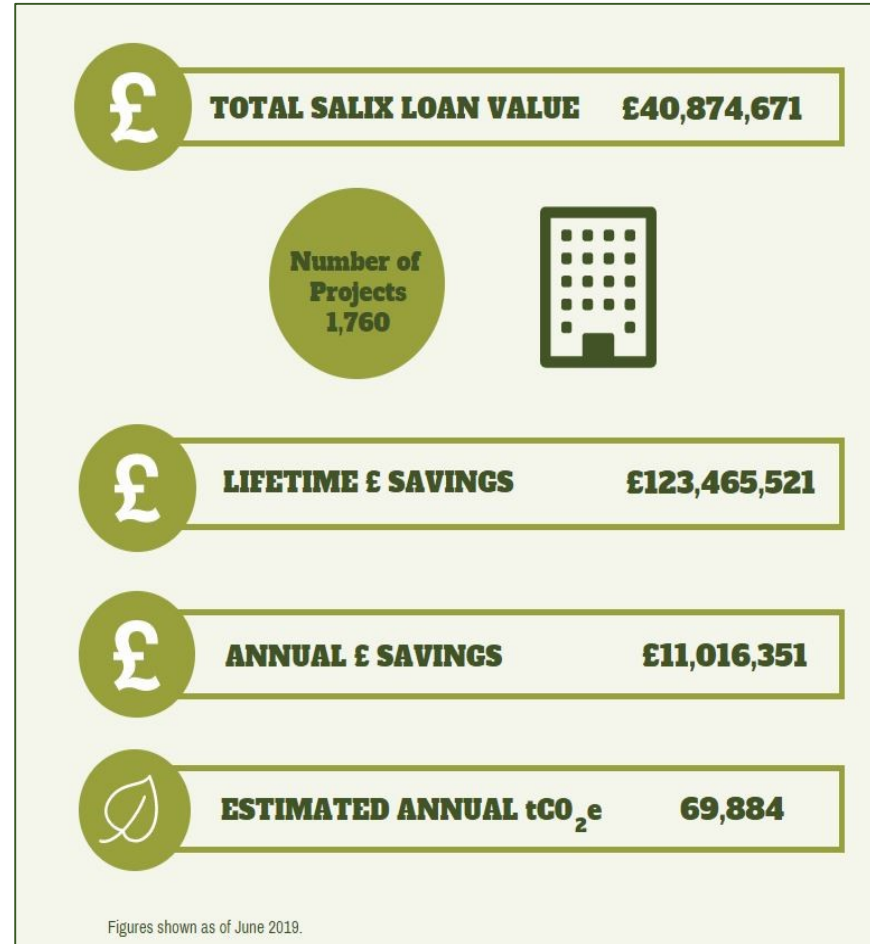 £ TOTAL SALIX LOAN VALUE £40,874,671
Number of
Projects
1,760
£ LIFETIME £ SAVINGS £123,465,521
£ ANNUAL £ SAVINGS £11,016,351
ESTIMATED ANNUAL tCO₂e 69,884
Figures shown as of June 2019.